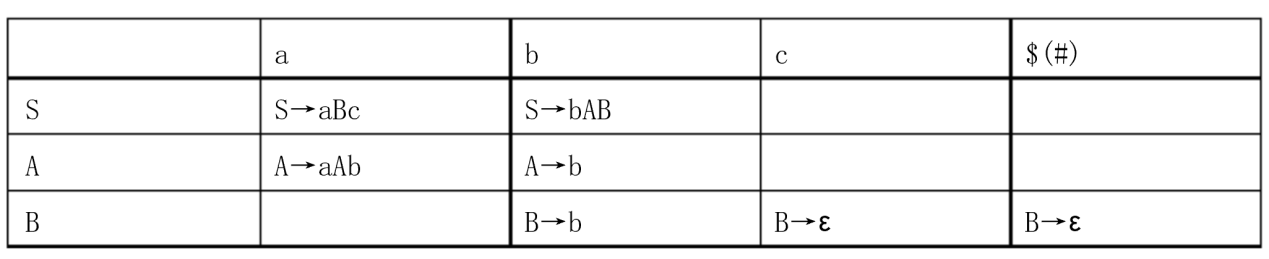 a b c $(#)
S S→aBc S→bAB
A A→aAb A→b
B B→b B→ε B→ε